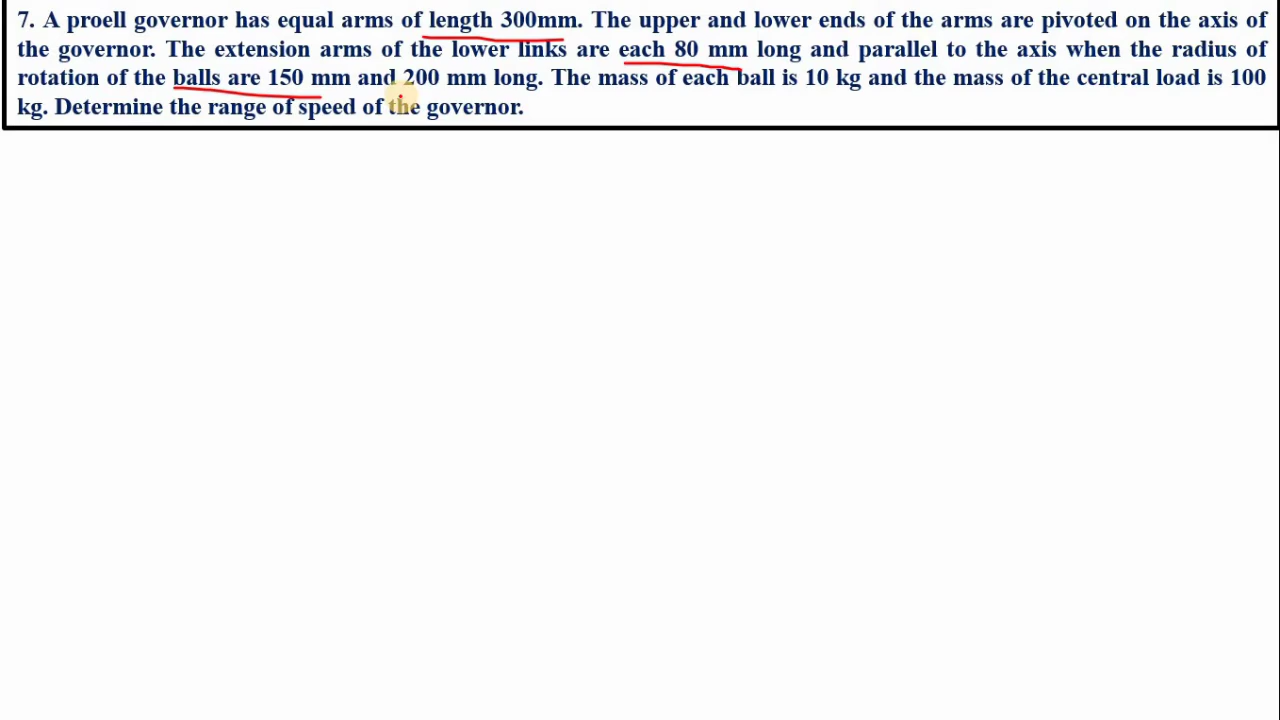 7. A proell governor has equal arms of length 300mm. The upper and lower ends of the arms are pivoted on the axis of
the governor. The extension arms of the lower links are each 80 mm long and parallel to the axis when the radius of
rotation of the balls are 150 mm and 200 mm long. The mass of each ball is 10 kg and the mass of the central load is 100
kg. Determine the range of speed of the governor.